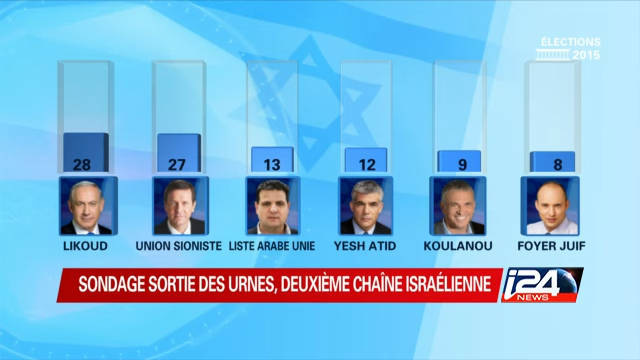 ÉLECTIONS
2015
28
27
13
12
9
8
LIKOUD
UNION SIONISTE
LISTE ARABE UNIE
YESH ATID
KOULANOU
FOYER JUIF
SONDAGE SORTIE DES URNES, DEUXIÈME CHAÎNE ISRAÉLIENNE
i24
NEWS